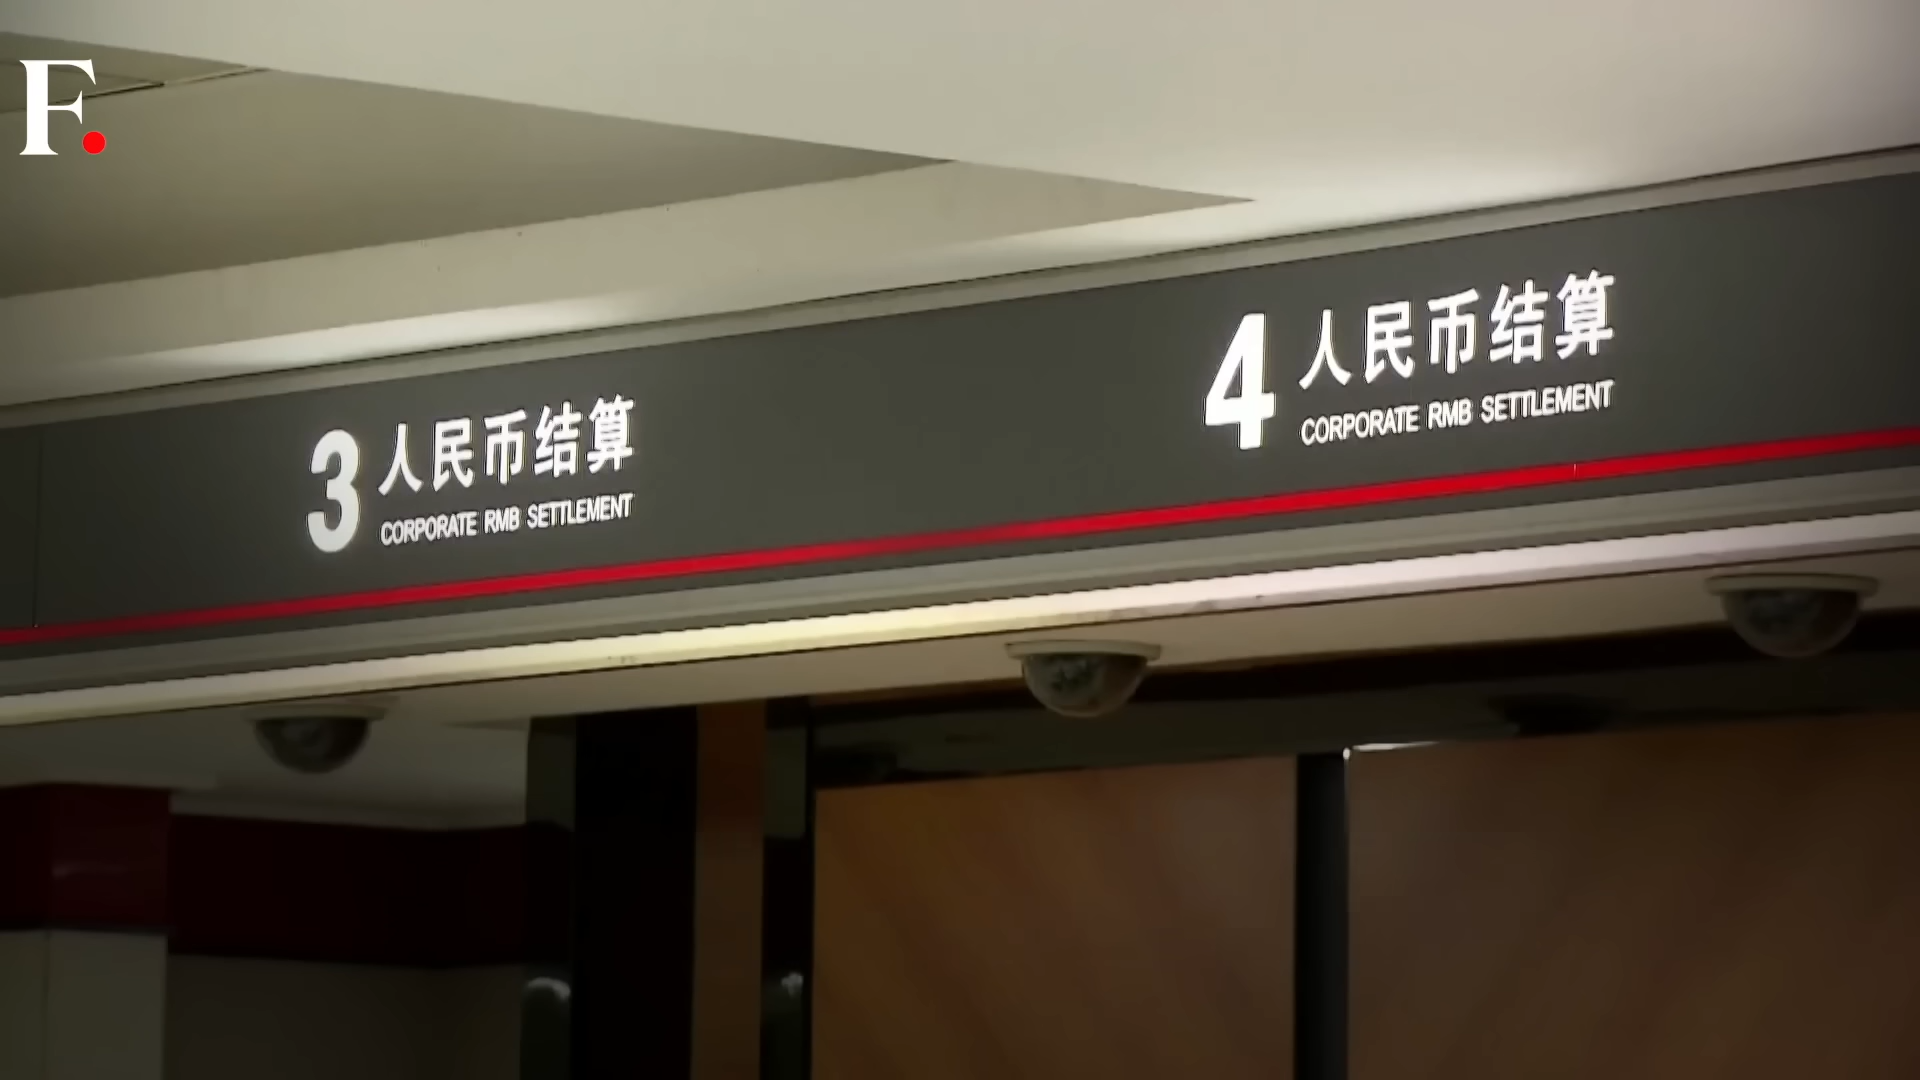 F.
3 人民币结算
CORPORATE RMB SETTLEMENT
4 人民币结算
CORPORATE RMB SETTLEMENT